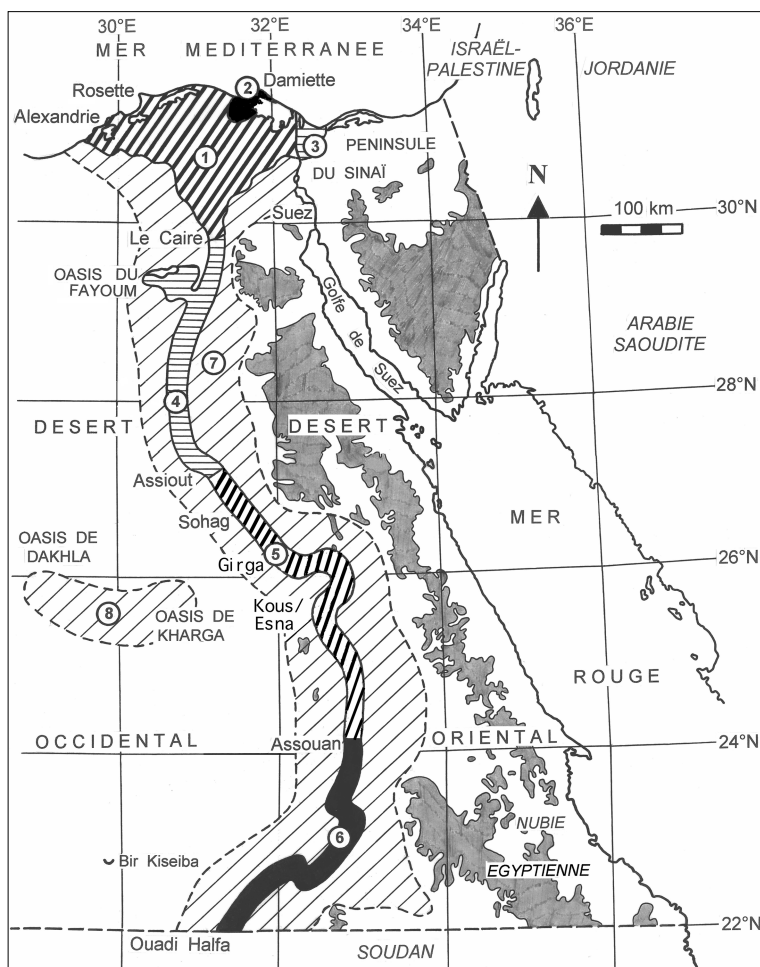 30°E
32°E
34°E
36°E
MER MEDITERRANEE
ISRAËL-
PALESTINE
JORDANIE
2
Damiette
Rosette
Alexandrie
1
3
PENINSULE
DU SINAÏ
N
100 km
30°N
Suez
Le Caire
OASIS DU
FAYOUM
Golfe de Suez
ARABIE
SAOUDITE
7
4
28°N
DESERT
DESERT
Assiout
Sohag
MER
OASIS DE
DAKHLA
5
Girga
26°N
Kous/
Esna
8
OASIS DE
KHARGA
ROUGE
OCCIDENTAL
Assouan
ORIENTAL
24°N
6
NUBIE
EGYPTIENNE
Bir Kiseiba
22°N
Ouadi Halfa
SOUDAN